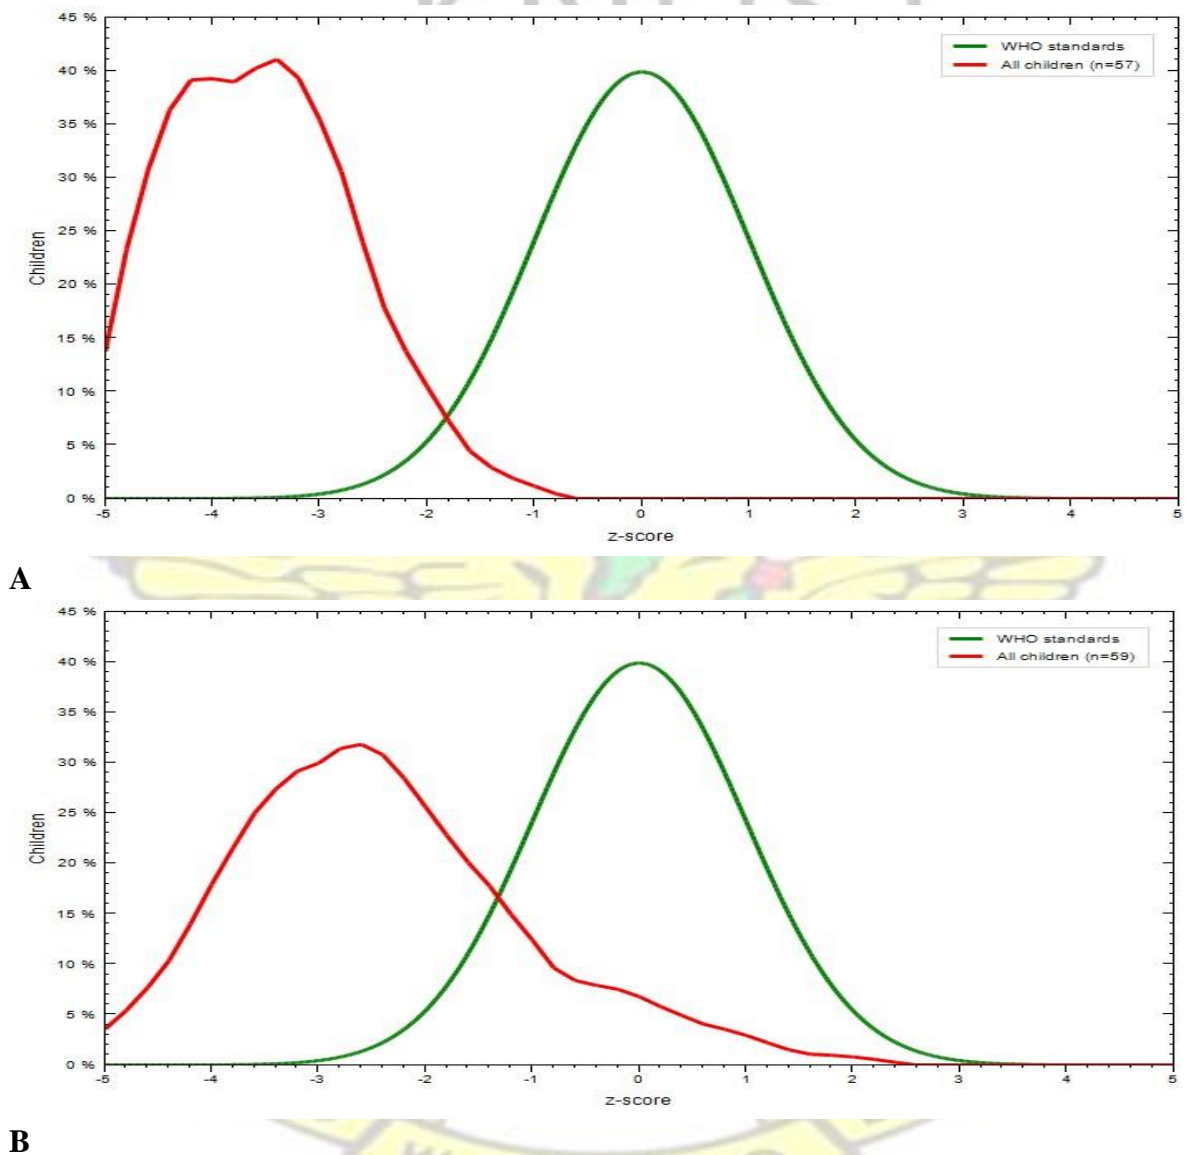 45 %
WHO standards
All children (n=57)
40 %
35 %
30 %
25 %
Children
20 %
15 %
10 %
5 %
0 %
-5 -4 -3 -2 -1 0 1 2 3 4 5
z-score
A
45 %
WHO standards
All children (n=59)
40 %
35 %
30 %
25 %
Children
20 %
15 %
10 %
5 %
0 %
-5 -4 -3 -2 -1 0 1 2 3 4 5
z-score
B